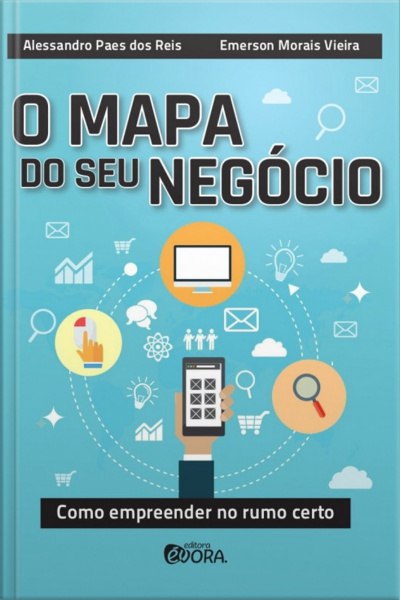 Alessandro Paes dos Reis Emerson Morais Vieira
O MAPA
DO SEU NEGÓCIO
Como empreender no rumo certo
editora
ÉVORA.